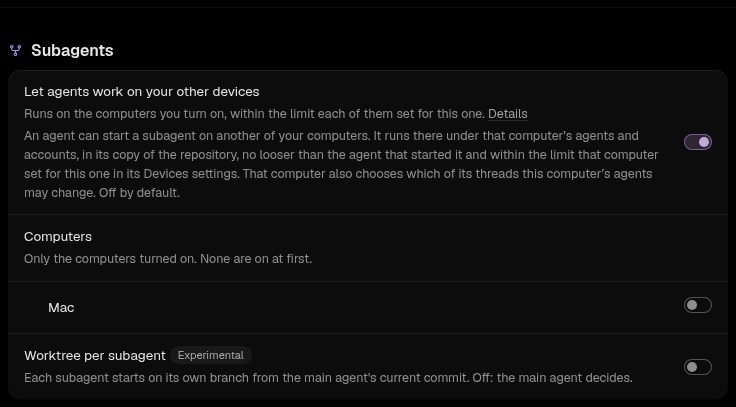 Subagents
Let agents work on your other devices
Runs on the computers you turn on, within the limit each of them set for this one. Details
An agent can start a subagent on another of your computers. It runs there under that computer's agents and
accounts, in its copy of the repository, no looser than the agent that started it and within the limit that computer
set for this one in its Devices settings. That computer also chooses which of its threads this computer's agents
may change. Off by default.
Computers
Only the computers turned on. None are on at first.
Mac
Worktree per subagent Experimental
Each subagent starts on its own branch from the main agent's current commit. Off: the main agent decides.